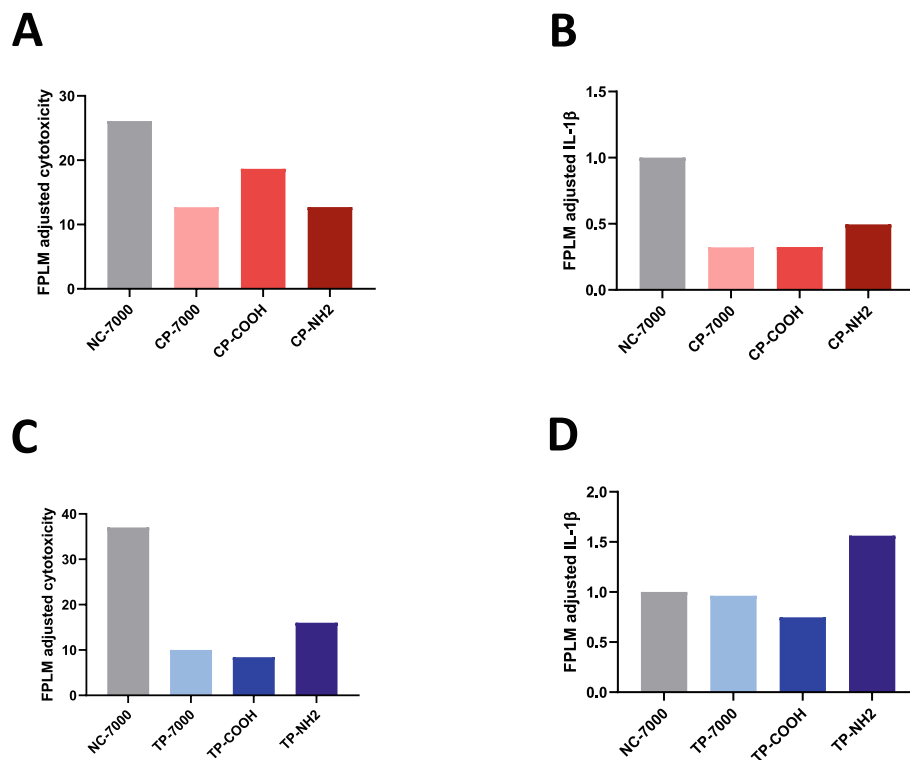 A
FPLM adjusted cytotoxicity
30
20
10
0
NC-7000
CP-7000
CP-COOH
CP-NH2
B
FPLM adjusted IL-1β
1.5
1.0
0.5
0.0
NC-7000
CP-7000
CP-COOH
CP-NH2
C
FPLM adjusted cytotoxicity
40
30
20
10
0
NC-7000
TP-7000
TP-COOH
TP-NH2
D
FPLM adjusted IL-1β
2.0
1.5
1.0
0.5
0.0
NC-7000
TP-7000
TP-COOH
TP-NH2